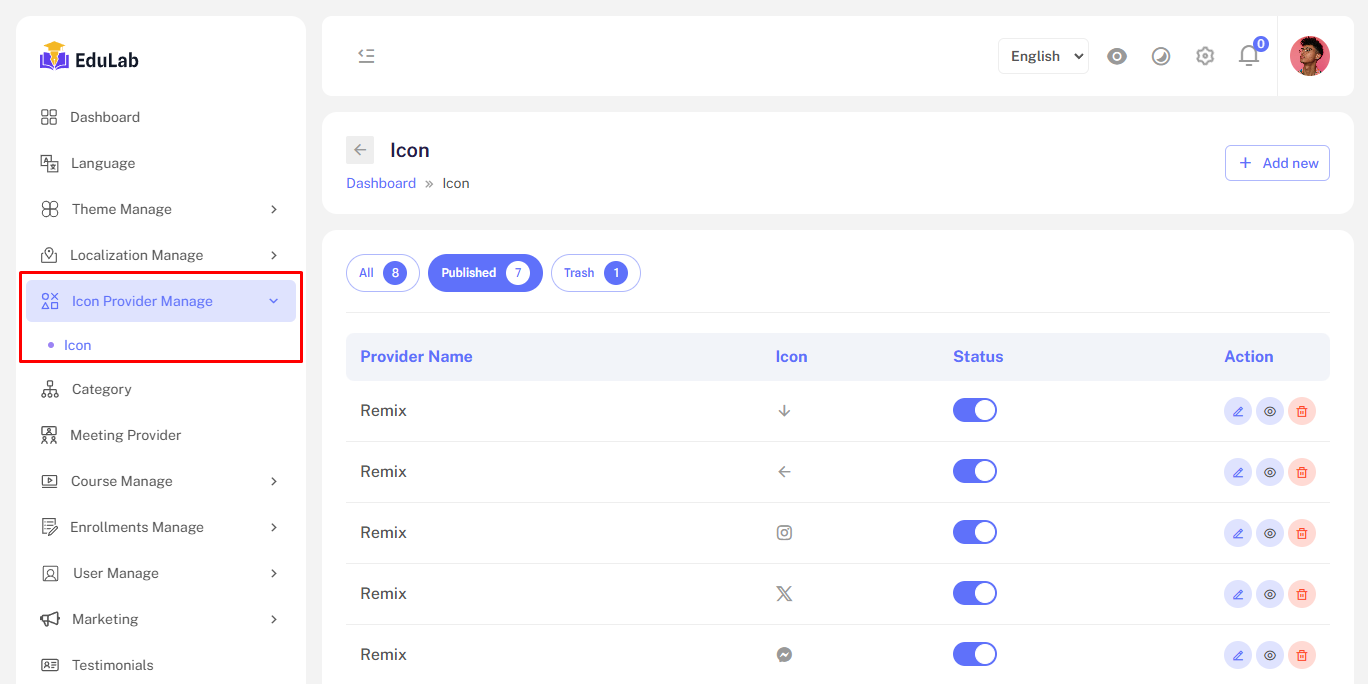 EduLab
Dashboard
Language
Theme Manage
Localization Manage
Icon Provider Manage
Icon
Category
Meeting Provider
Course Manage
Enrollments Manage
User Manage
Marketing
Testimonials
English
0
Icon
Dashboard » Icon
+ Add new
All 8
Published 7
Trash 1
Provider Name Icon Status Action
Remix
Remix
Remix
Remix
Remix